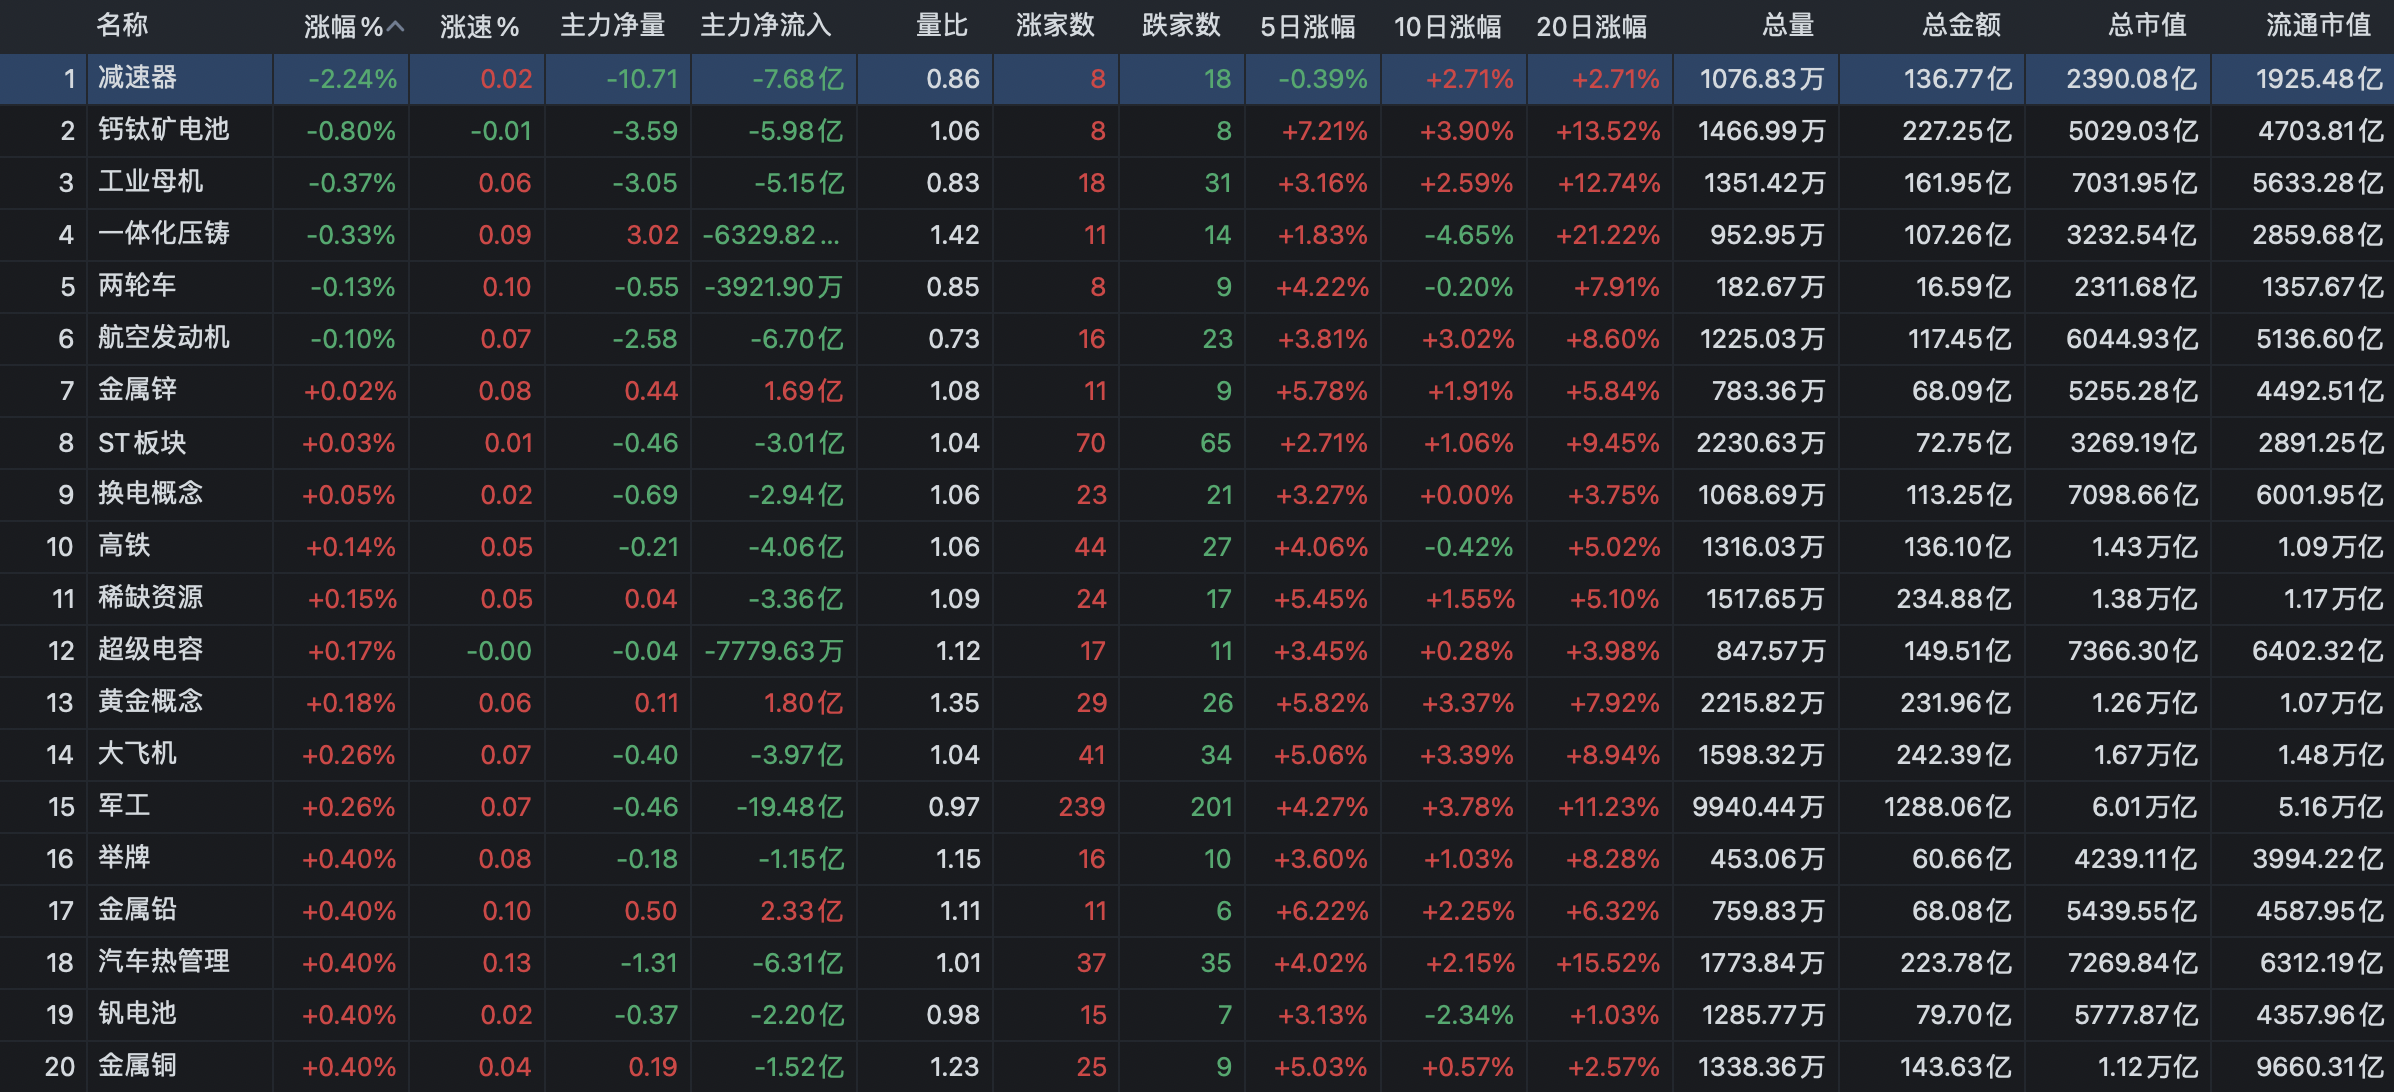 名称 涨幅% 涨速% 主力净量 主力净流入 量比 涨家数 跌家数 5日涨幅 10日涨幅 20日涨幅 总量 总金额 总市值 流通市值
1 减速器 -2.24% 0.02 -10.71 -7.68亿 0.86 8 18 -0.39% +2.71% +2.71% 1076.83万 136.77亿 2390.08亿 1925.48亿
2 钙钛矿电池 -0.80% -0.01 -3.59 -5.98亿 1.06 8 8 +7.21% +3.90% +13.52% 1466.99万 227.25亿 5029.03亿 4703.81亿
3 工业母机 -0.37% 0.06 -3.05 -5.15亿 0.83 18 31 +3.16% +2.59% +12.74% 1351.42万 161.95亿 7031.95亿 5633.28亿
4 一体化压铸 -0.33% 0.09 3.02 -6329.82... 1.42 11 14 +1.83% -4.65% +21.22% 952.95万 107.26亿 3232.54亿 2859.68亿
5 两轮车 -0.13% 0.10 -0.55 -3921.90万 0.85 8 9 +4.22% -0.20% +7.91% 182.67万 16.59亿 2311.68亿 1357.67亿
6 航空发动机 -0.10% 0.07 -2.58 -6.70亿 0.73 16 23 +3.81% +3.02% +8.60% 1225.03万 117.45亿 6044.93亿 5136.60亿
7 金属锌 +0.02% 0.08 0.44 1.69亿 1.08 11 9 +5.78% +1.91% +5.84% 783.36万 68.09亿 5255.28亿 4492.51亿
8 ST板块 +0.03% 0.01 -0.46 -3.01亿 1.04 70 65 +2.71% +1.06% +9.45% 2230.63万 72.75亿 3269.19亿 2891.25亿
9 换电概念 +0.05% 0.02 -0.69 -2.94亿 1.06 23 21 +3.27% +0.00% +3.75% 1068.69万 113.25亿 7098.66亿 6001.95亿
10 高铁 +0.14% 0.05 -0.21 -4.06亿 1.06 44 27 +4.06% -0.42% +5.02% 1316.03万 136.10亿 1.43万亿 1.09万亿
11 稀缺资源 +0.15% 0.05 0.04 -3.36亿 1.09 24 17 +5.45% +1.55% +5.10% 1517.65万 234.88亿 1.38万亿 1.17万亿
12 超级电容 +0.17% -0.00 -0.04 -7779.63万 1.12 17 11 +3.45% +0.28% +3.98% 847.57万 149.51亿 7366.30亿 6402.32亿
13 黄金概念 +0.18% 0.06 0.11 1.80亿 1.35 29 26 +5.82% +3.37% +7.92% 2215.82万 231.96亿 1.26万亿 1.07万亿
14 大飞机 +0.26% 0.07 -0.40 -3.97亿 1.04 41 34 +5.06% +3.39% +8.94% 1598.32万 242.39亿 1.67万亿 1.48万亿
15 军工 +0.26% 0.07 -0.46 -19.48亿 0.97 239 201 +4.27% +3.78% +11.23% 9940.44万 1288.06亿 6.01万亿 5.16万亿
16 举牌 +0.40% 0.08 -0.18 -1.15亿 1.15 16 10 +3.60% +1.03% +8.28% 453.06万 60.66亿 4239.11亿 3994.22亿
17 金属铅 +0.40% 0.10 0.50 2.33亿 1.11 11 6 +6.22% +2.25% +6.32% 759.83万 68.08亿 5439.55亿 4587.95亿
18 汽车热管理 +0.40% 0.13 -1.31 -6.31亿 1.01 37 35 +4.02% +2.15% +15.52% 1773.84万 223.78亿 7269.84亿 6312.19亿
19 钒电池 +0.40% 0.02 -0.37 -2.20亿 0.98 15 7 +3.13% -2.34% +1.03% 1285.77万 79.70亿 5777.87亿 4357.96亿
20 金属铜 +0.40% 0.04 0.19 -1.52亿 1.23 25 9 +5.03% +0.57% +2.57% 1338.36万 143.63亿 1.12万亿 9660.31亿